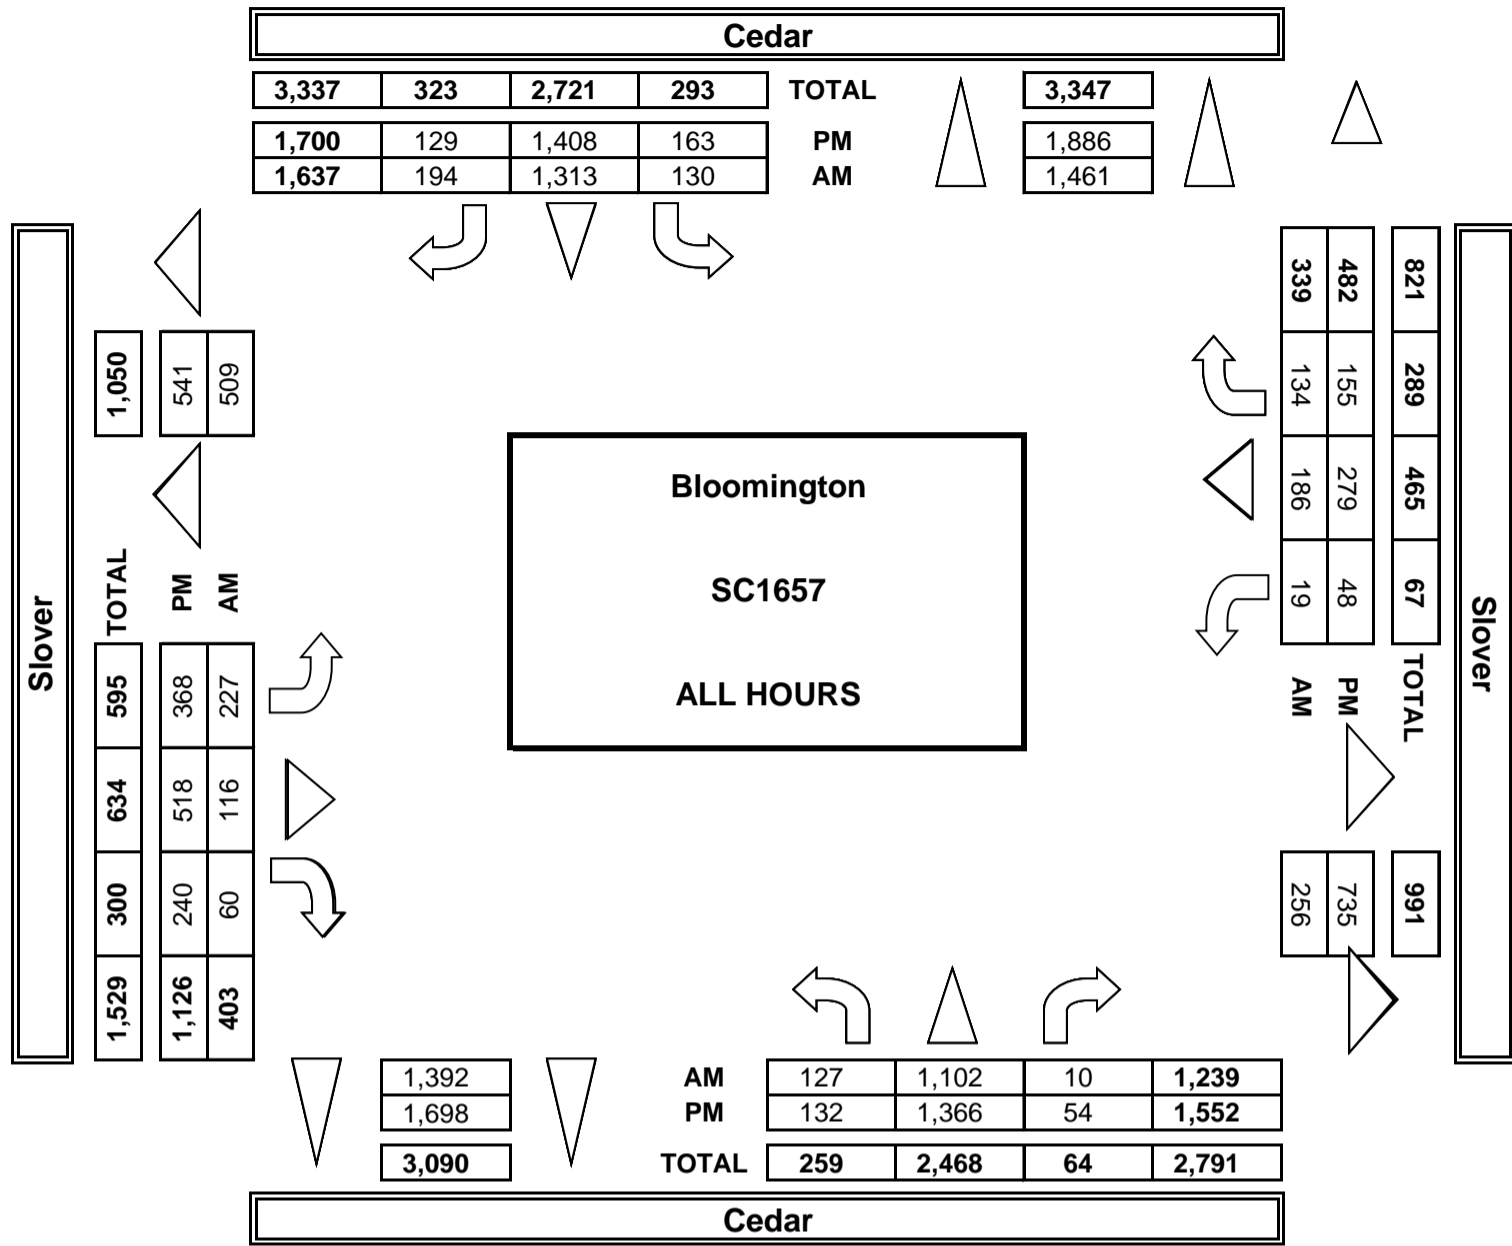 Cedar
3,337 323 2,721 293 TOTAL 3,347
1,700 129 1,408 163 PM 1,886
1,637 194 1,313 130 AM 1,461
Slover
1,050 541 509
TOTAL PM AM
595 368 227
634 518 116
300 240 60
1,529 1,126 403
Bloomington
SC1657
ALL HOURS
339 482 821
134 155 289
186 279 465
19 48 67
AM PM TOTAL
256 735 991
Slover
1,392 AM 127 1,102 10 1,239
1,698 PM 132 1,366 54 1,552
3,090 TOTAL 259 2,468 64 2,791
Cedar